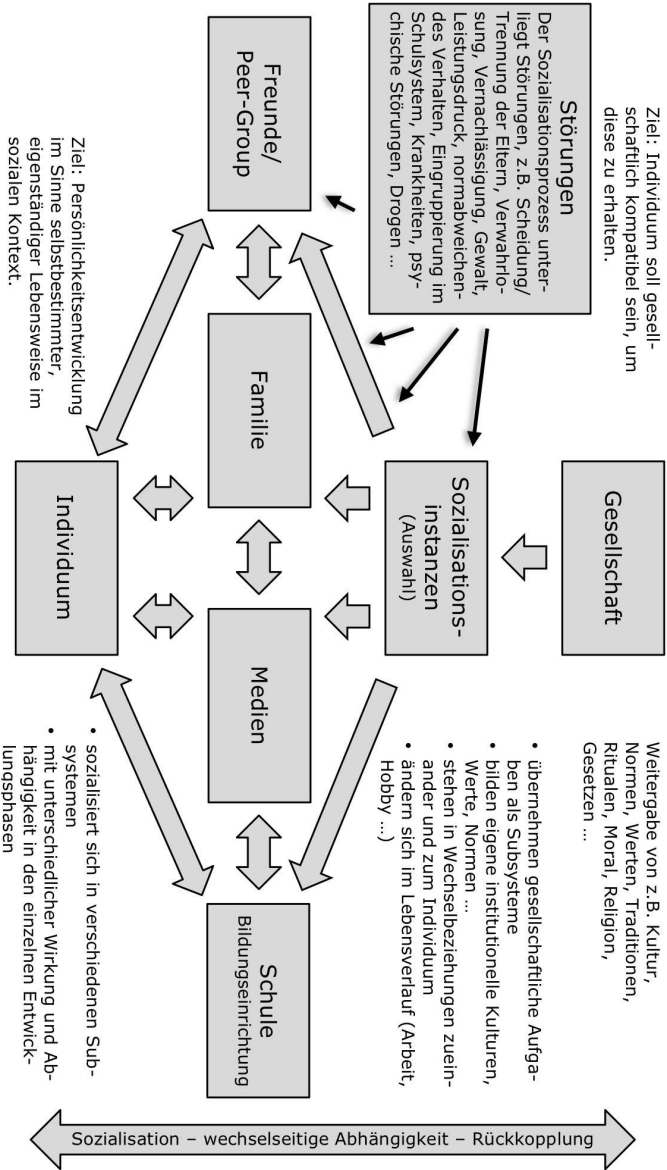 Ziel: Individuum soll gesell-
schaftlich kompatibel sein, um
diese zu erhalten.
Gesellschaft
Weitergabe von z.B. Kultur,
Normen, Werten, Traditionen,
Ritualen, Moral, Religion,
Gesetzen ...
Störungen
Der Sozialisationsprozess unter-
liegt Störungen, z.B. Scheidung/
Trennung der Eltern, Verwahrlo-
sung, Vernachlässigung, Gewalt,
Leistungsdruck, normabweichen-
des Verhalten, Eingruppierung im
Schulsystem, Krankheiten, psy-
chische Störungen, Drogen ...
Sozialisations-
instanzen
(Auswahl)
• übernehmen gesellschaftliche Aufga-
ben als Subsysteme
• bilden eigene institutionelle Kulturen,
Werte, Normen ...
• stehen in Wechselbeziehungen zuein-
ander und zum Individuum
• ändern sich im Lebensverlauf (Arbeit,
Hobby ...)
Freunde/
Peer-Group
Familie
Medien
Schule
Bildungseinrichtung
Ziel: Persönlichkeitsentwicklung
im Sinne selbstbestimmter,
eigenständiger Lebensweise im
sozialen Kontext.
Individuum
• sozialisiert sich in verschiedenen Sub-
systemen
• mit unterschiedlicher Wirkung und Ab-
hängigkeit in den einzelnen Entwick-
lungsphasen
Sozialisation – wechselseitige Abhängigkeit – Rückkopplung